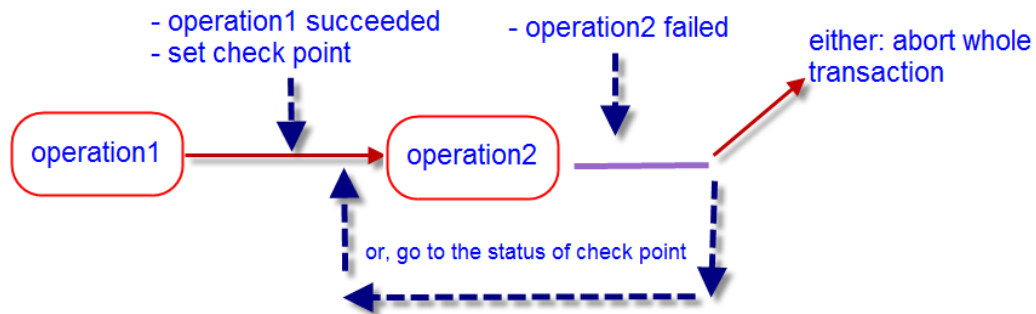 - operation1 succeeded
- set check point
- operation2 failed
either: abort whole
transaction
operation1
operation2
or, go to the status of check point